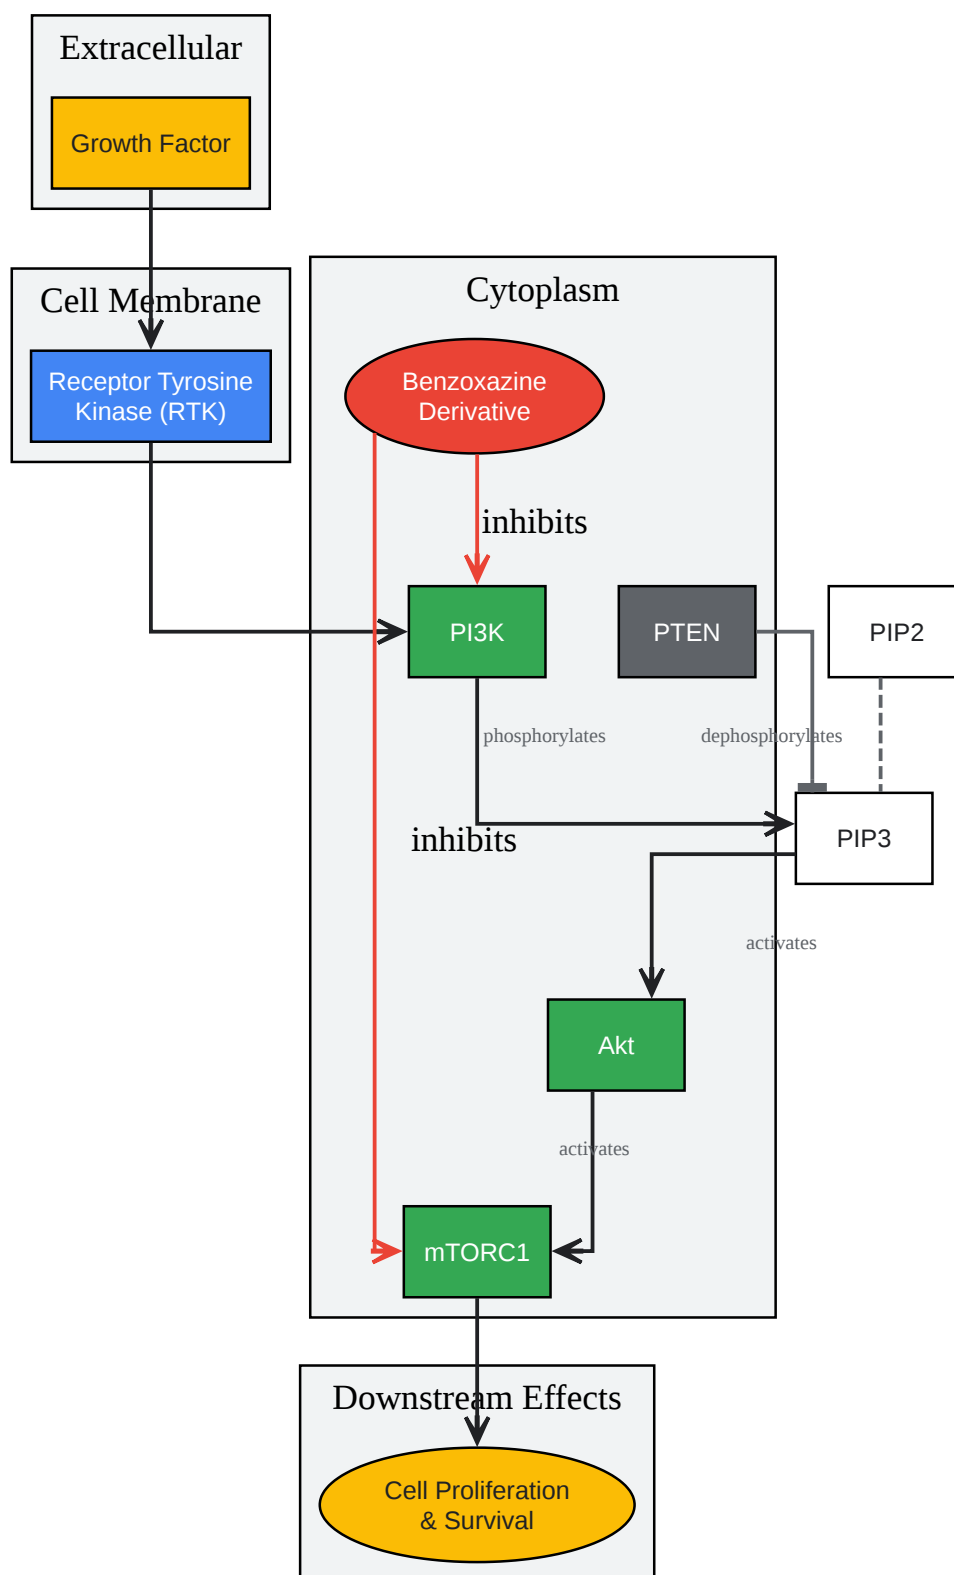 Extracellular
Growth Factor
Cell Membrane
Receptor Tyrosine
Kinase (RTK)
Cytoplasm
Benzoxazine
Derivative
inhibits
PI3K
PTEN
PIP2
phosphorylates
dephosphorylates
inhibits
PIP3
activates
Akt
activates
mTORC1
Downstream Effects
Cell Proliferation
& Survival